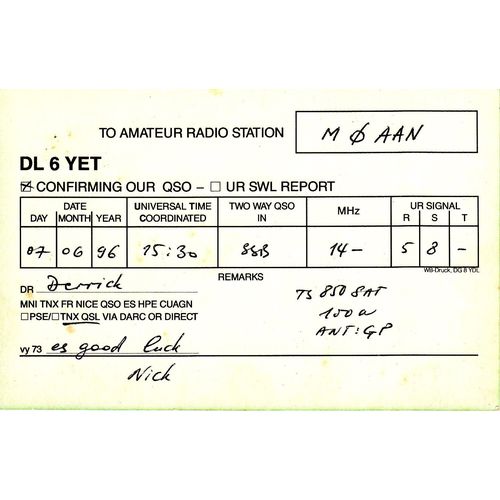 TO AMATEUR RADIO STATION M Ø AAN
DL 6 YET
☒ CONFIRMING OUR QSO – ☐ UR SWL REPORT
DATE UNIVERSAL TIME TWO WAY QSO MHz UR SIGNAL
DAY MONTH YEAR COORDINATED IN R S T
07 06 96 15:30 SSB 14- 5 8 -
WB-Druck, DG 8 YDL
DR Derrick REMARKS
MNI TNX FR NICE QSO ES HPE CUAGN
☐PSE/☐TNX QSL VIA DARC OR DIRECT
TS 850 SAT
100 W
ANT: GP
vy 73 es good luck
Nick